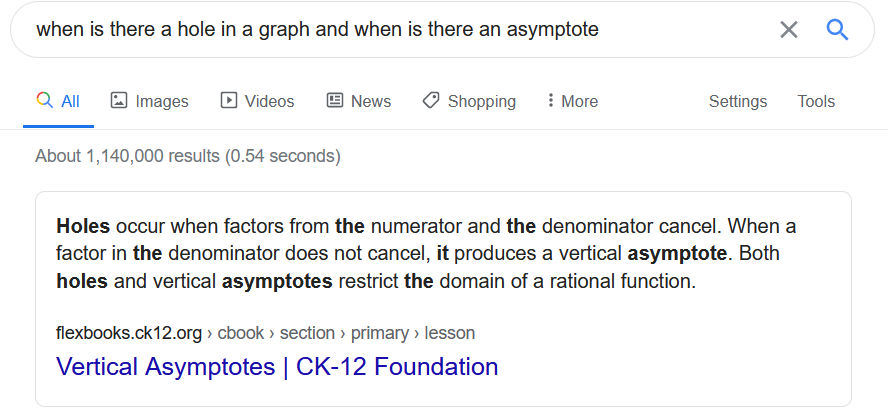 when is there a hole in a graph and when is there an asymptote
All Images Videos News Shopping More Settings Tools
About 1,140,000 results (0.54 seconds)
Holes occur when factors from the numerator and the denominator cancel. When a
factor in the denominator does not cancel, it produces a vertical asymptote. Both
holes and vertical asymptotes restrict the domain of a rational function.
flexbooks.ck12.org › cbook › section › primary › lesson
Vertical Asymptotes | CK-12 Foundation